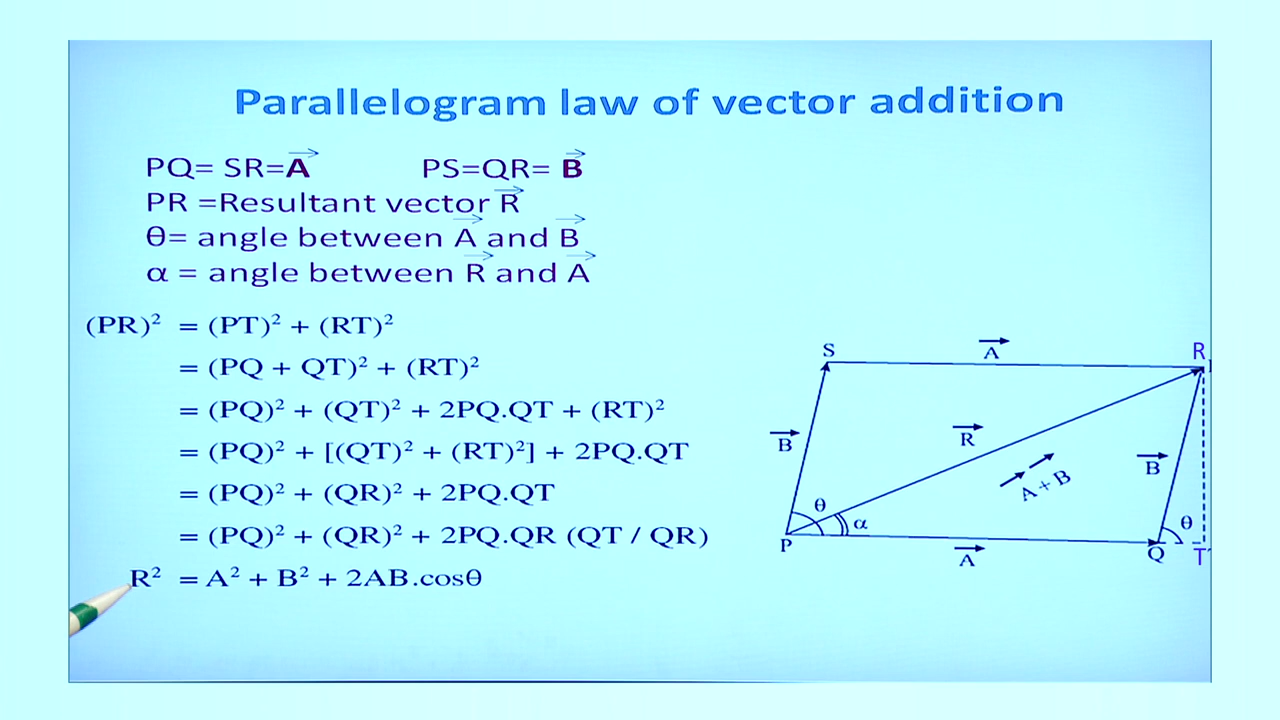 Parallelogram law of vector addition
PQ= SR=A⃗ PS=QR= B⃗
PR =Resultant vector R⃗
θ= angle between A⃗ and B⃗
α = angle between R⃗ and A⃗
(PR)² = (PT)² + (RT)²
= (PQ + QT)² + (RT)²
= (PQ)² + (QT)² + 2PQ.QT + (RT)²
= (PQ)² + [(QT)² + (RT)²] + 2PQ.QT
= (PQ)² + (QR)² + 2PQ.QT
= (PQ)² + (QR)² + 2PQ.QR (QT / QR)
R² = A² + B² + 2AB.cosθ
S A⃗ R
B⃗ R⃗ A⃗ + B⃗ B⃗
θ α θ
P A⃗ Q T